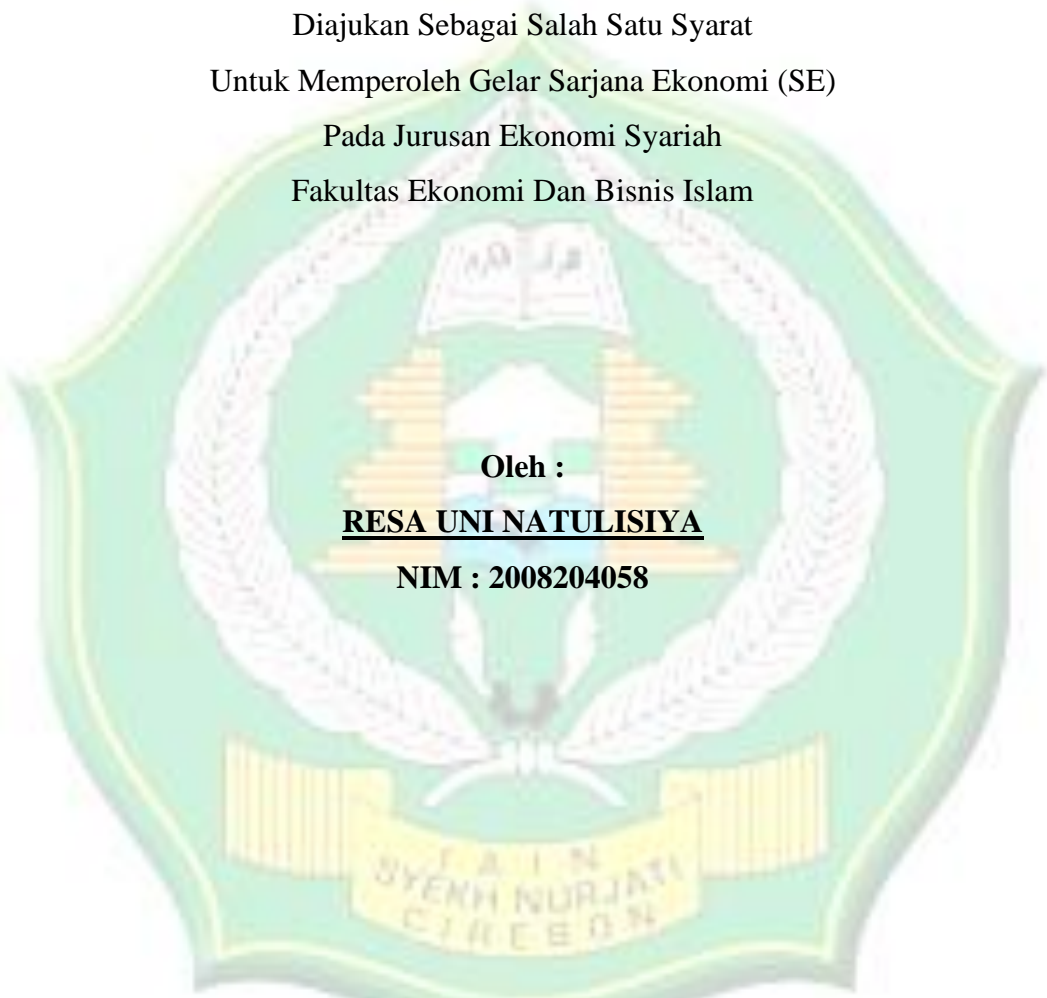 Diajukan Sebagai Salah Satu Syarat
Untuk Memperoleh Gelar Sarjana Ekonomi (SE)
Pada Jurusan Ekonomi Syariah
Fakultas Ekonomi Dan Bisnis Islam
Oleh :
RESA UNI NATULISIYA
NIM : 2008204058
IAIN
SYEKH NURJATI
CIREBON